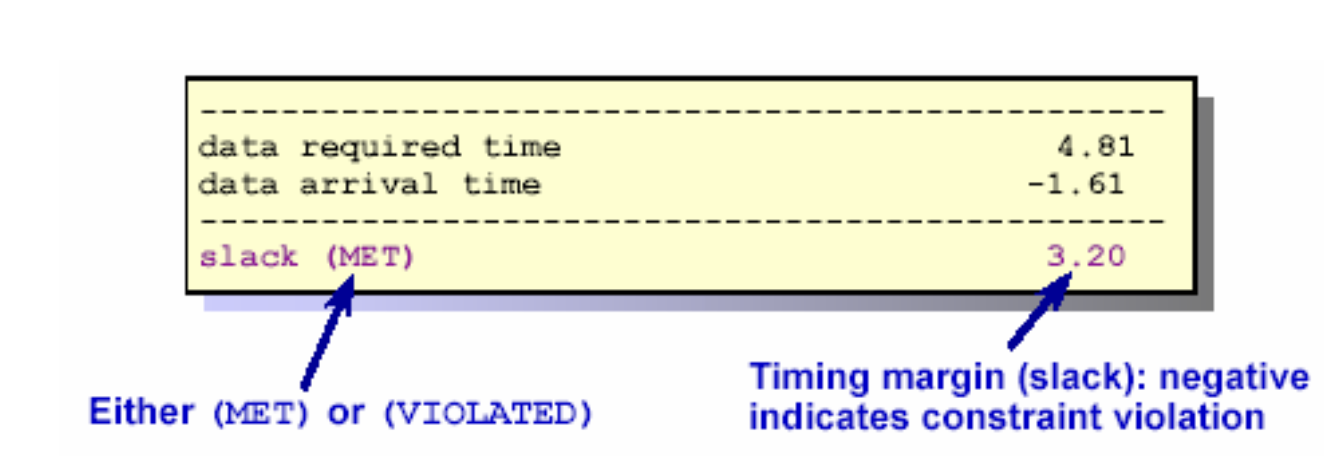 ------------------------------------------------
data required time 4.81
data arrival time -1.61
------------------------------------------------
slack (MET) 3.20
Either (MET) or (VIOLATED)
Timing margin (slack): negative
indicates constraint violation